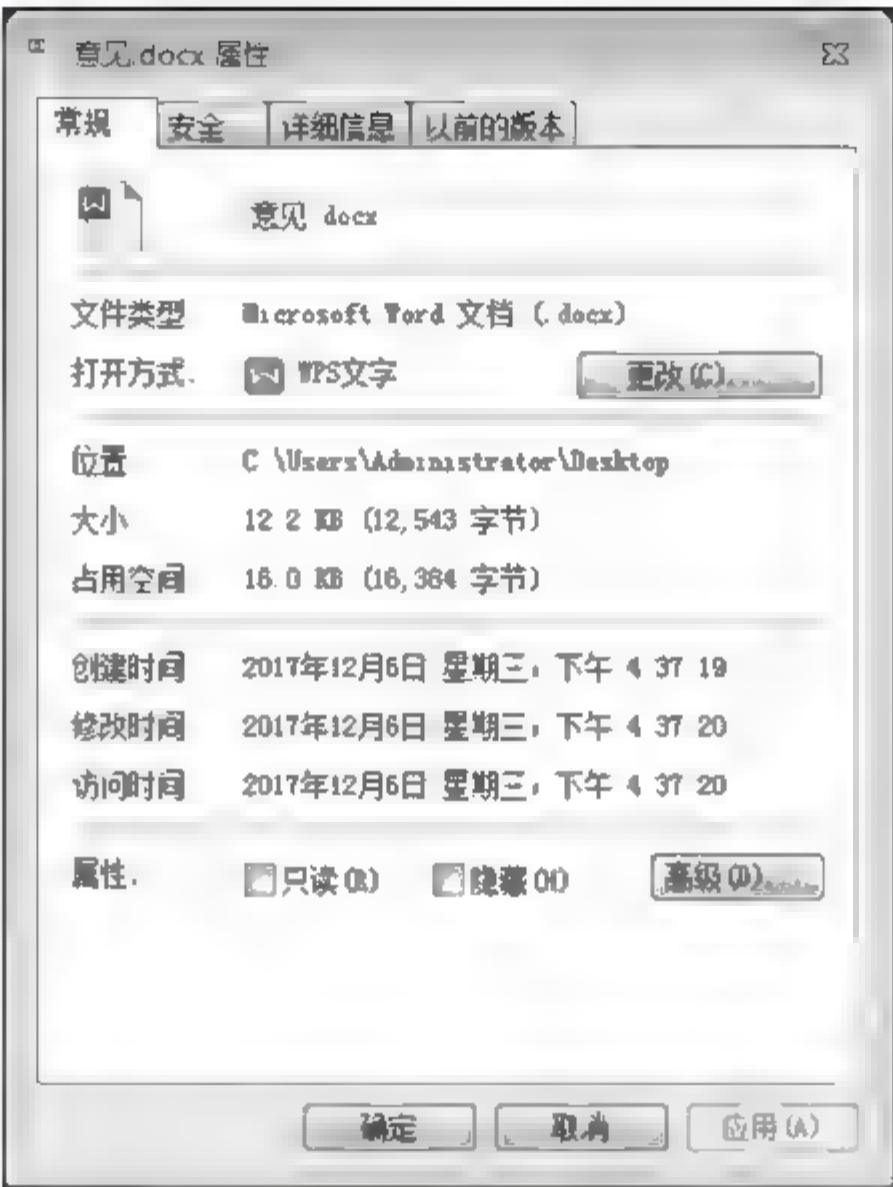 意见.docx 属性
常规 安全 详细信息 以前的版本
意见 docx
文件类型 Microsoft Word 文档 (.docx)
打开方式. WPS文字 更改(C)
位置 C \Users\Administrator\Desktop
大小 12 2 KB (12,543 字节)
占用空间 16.0 KB (16,384 字节)
创建时间 2017年12月6日 星期三, 下午 4 37 19
修改时间 2017年12月6日 星期三, 下午 4 37 20
访问时间 2017年12月6日 星期三, 下午 4 37 20
属性. 只读(R) 隐藏(H) 高级(D)
确定 取消 应用(A)